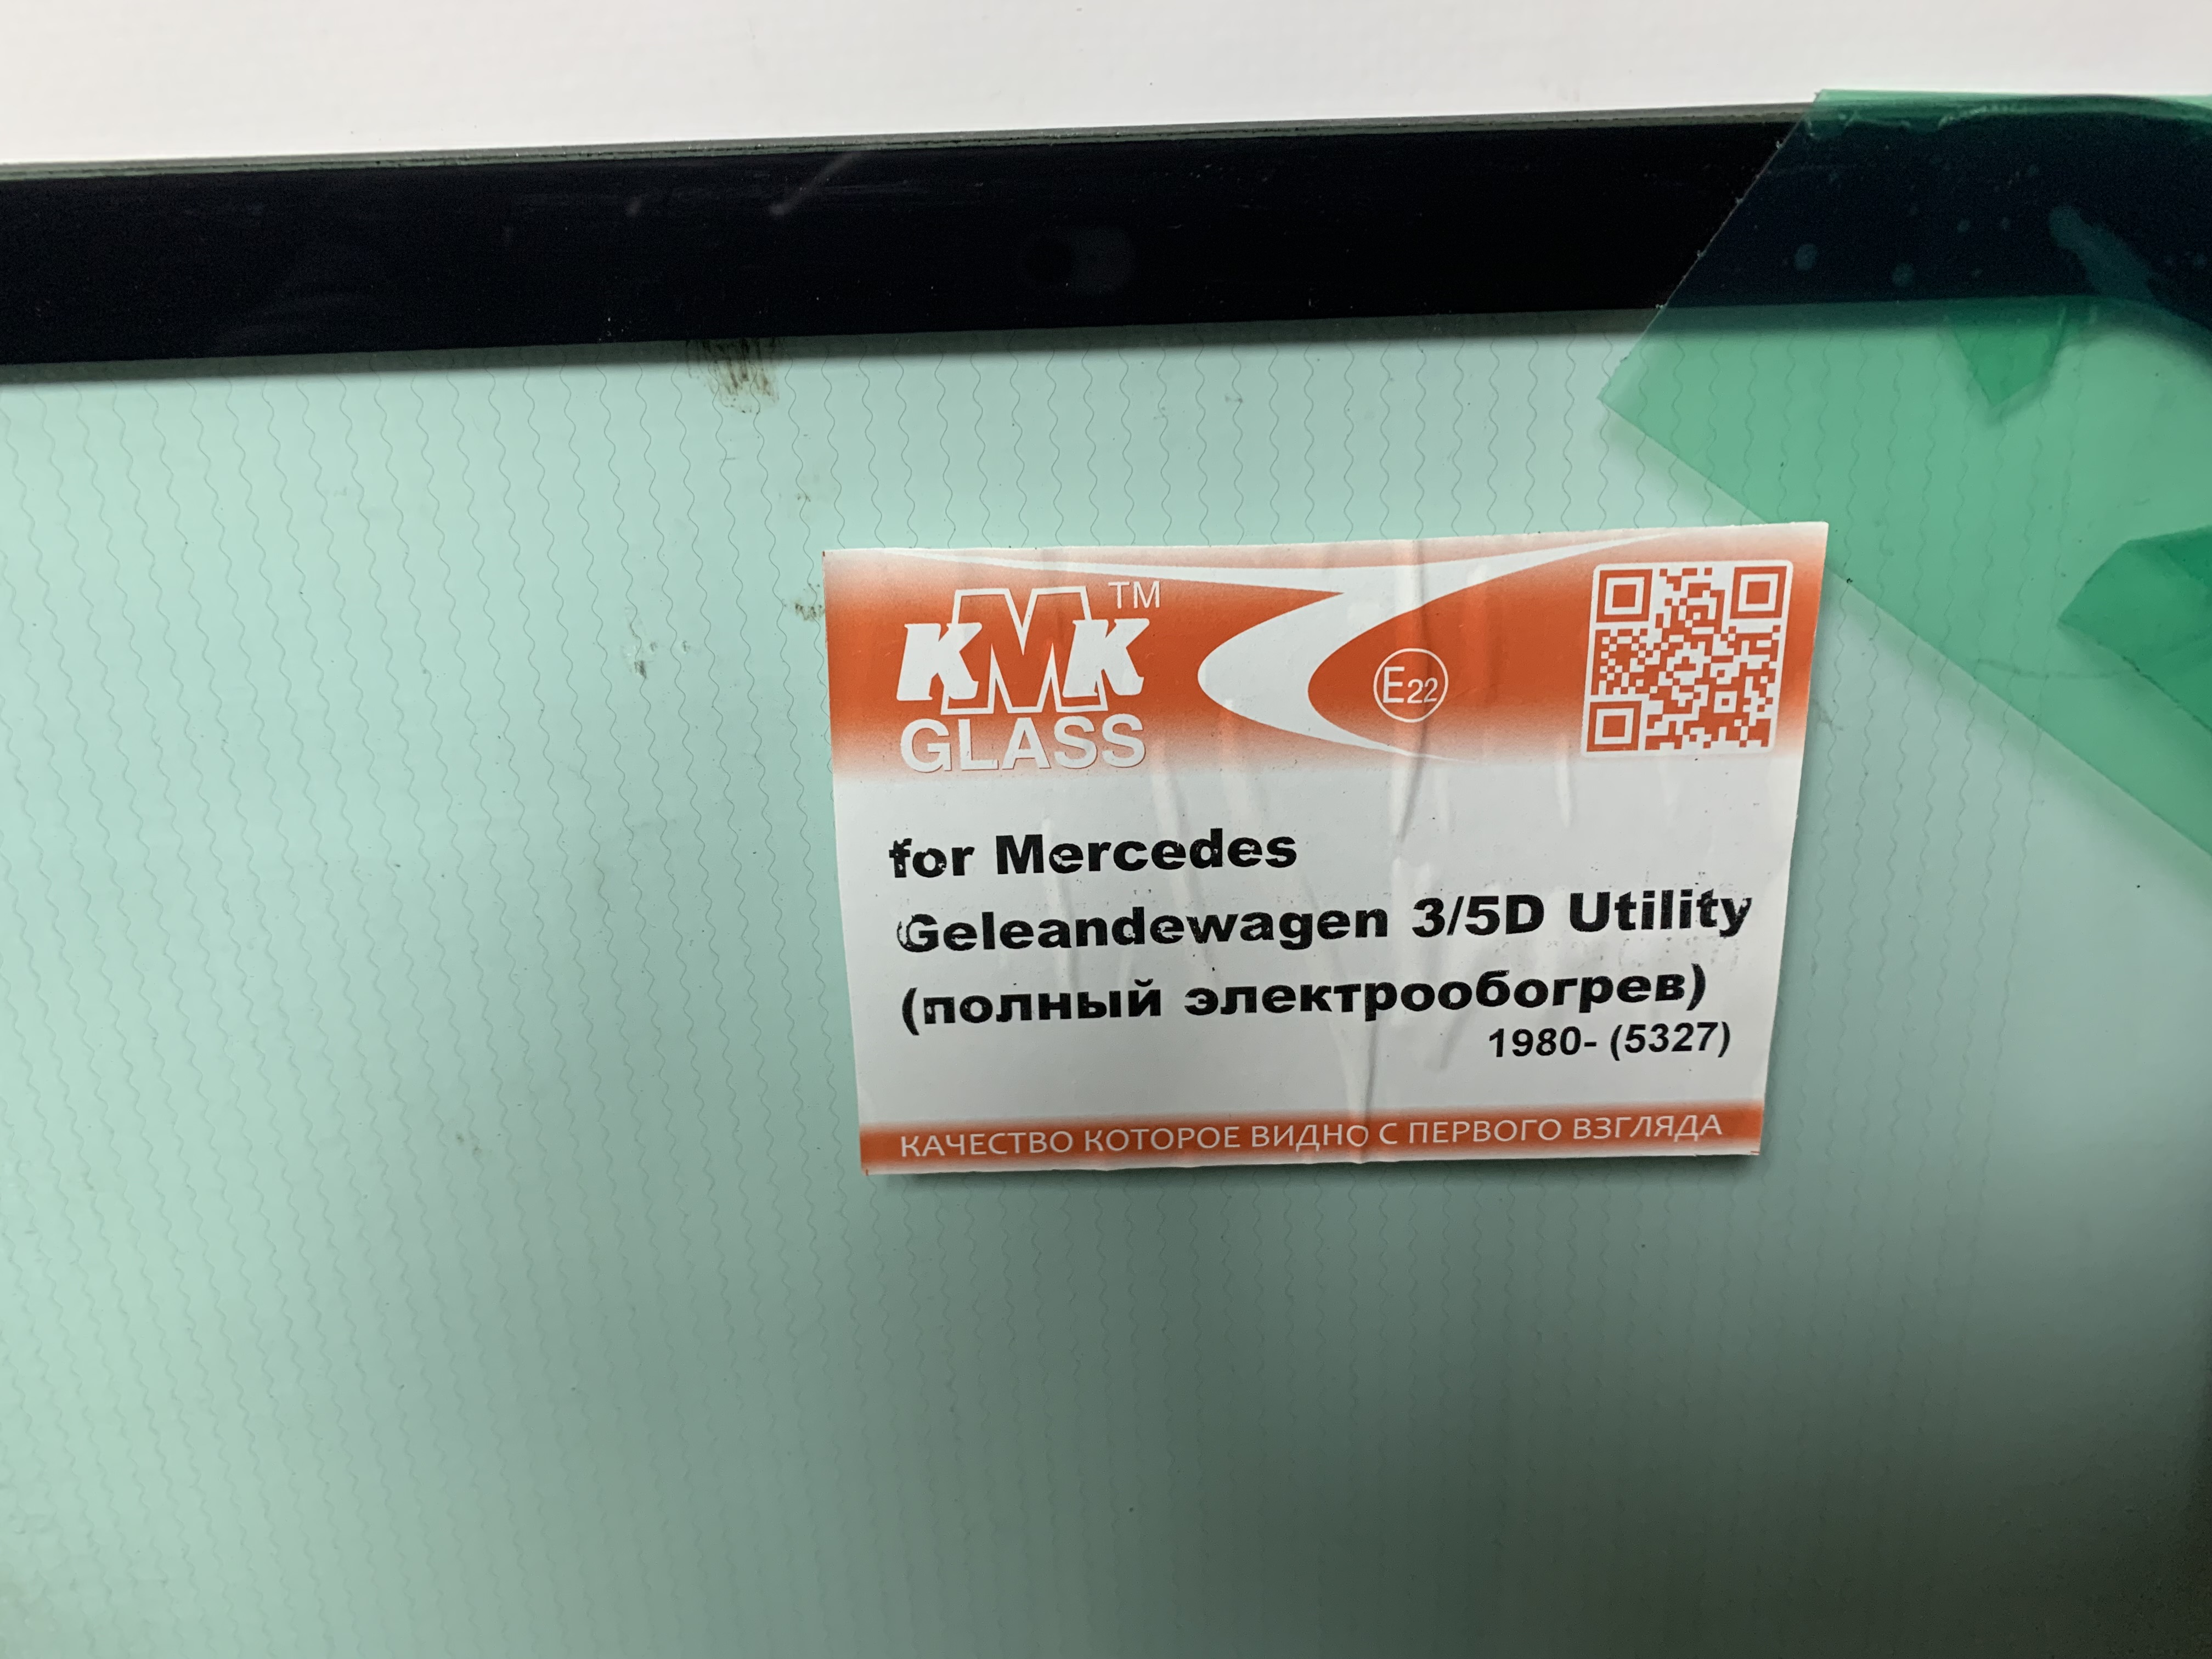 KMK™
GLASS
E22
for Mercedes
Geleandewagen 3/5D Utility
(полный электрообогрев)
1980- (5327)
КАЧЕСТВО КОТОРОЕ ВИДНО С ПЕРВОГО ВЗГЛЯДА